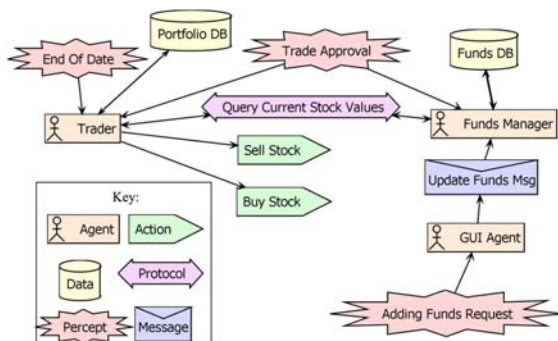 Portfolio DB
Trade Approval
Funds DB
End Of Date
Query Current Stock Values
Trader
Funds Manager
Sell Stock
Update Funds Msg
Buy Stock
GUI Agent
Adding Funds Request
Key:
Agent
Action
Data
Protocol
Percept
Message